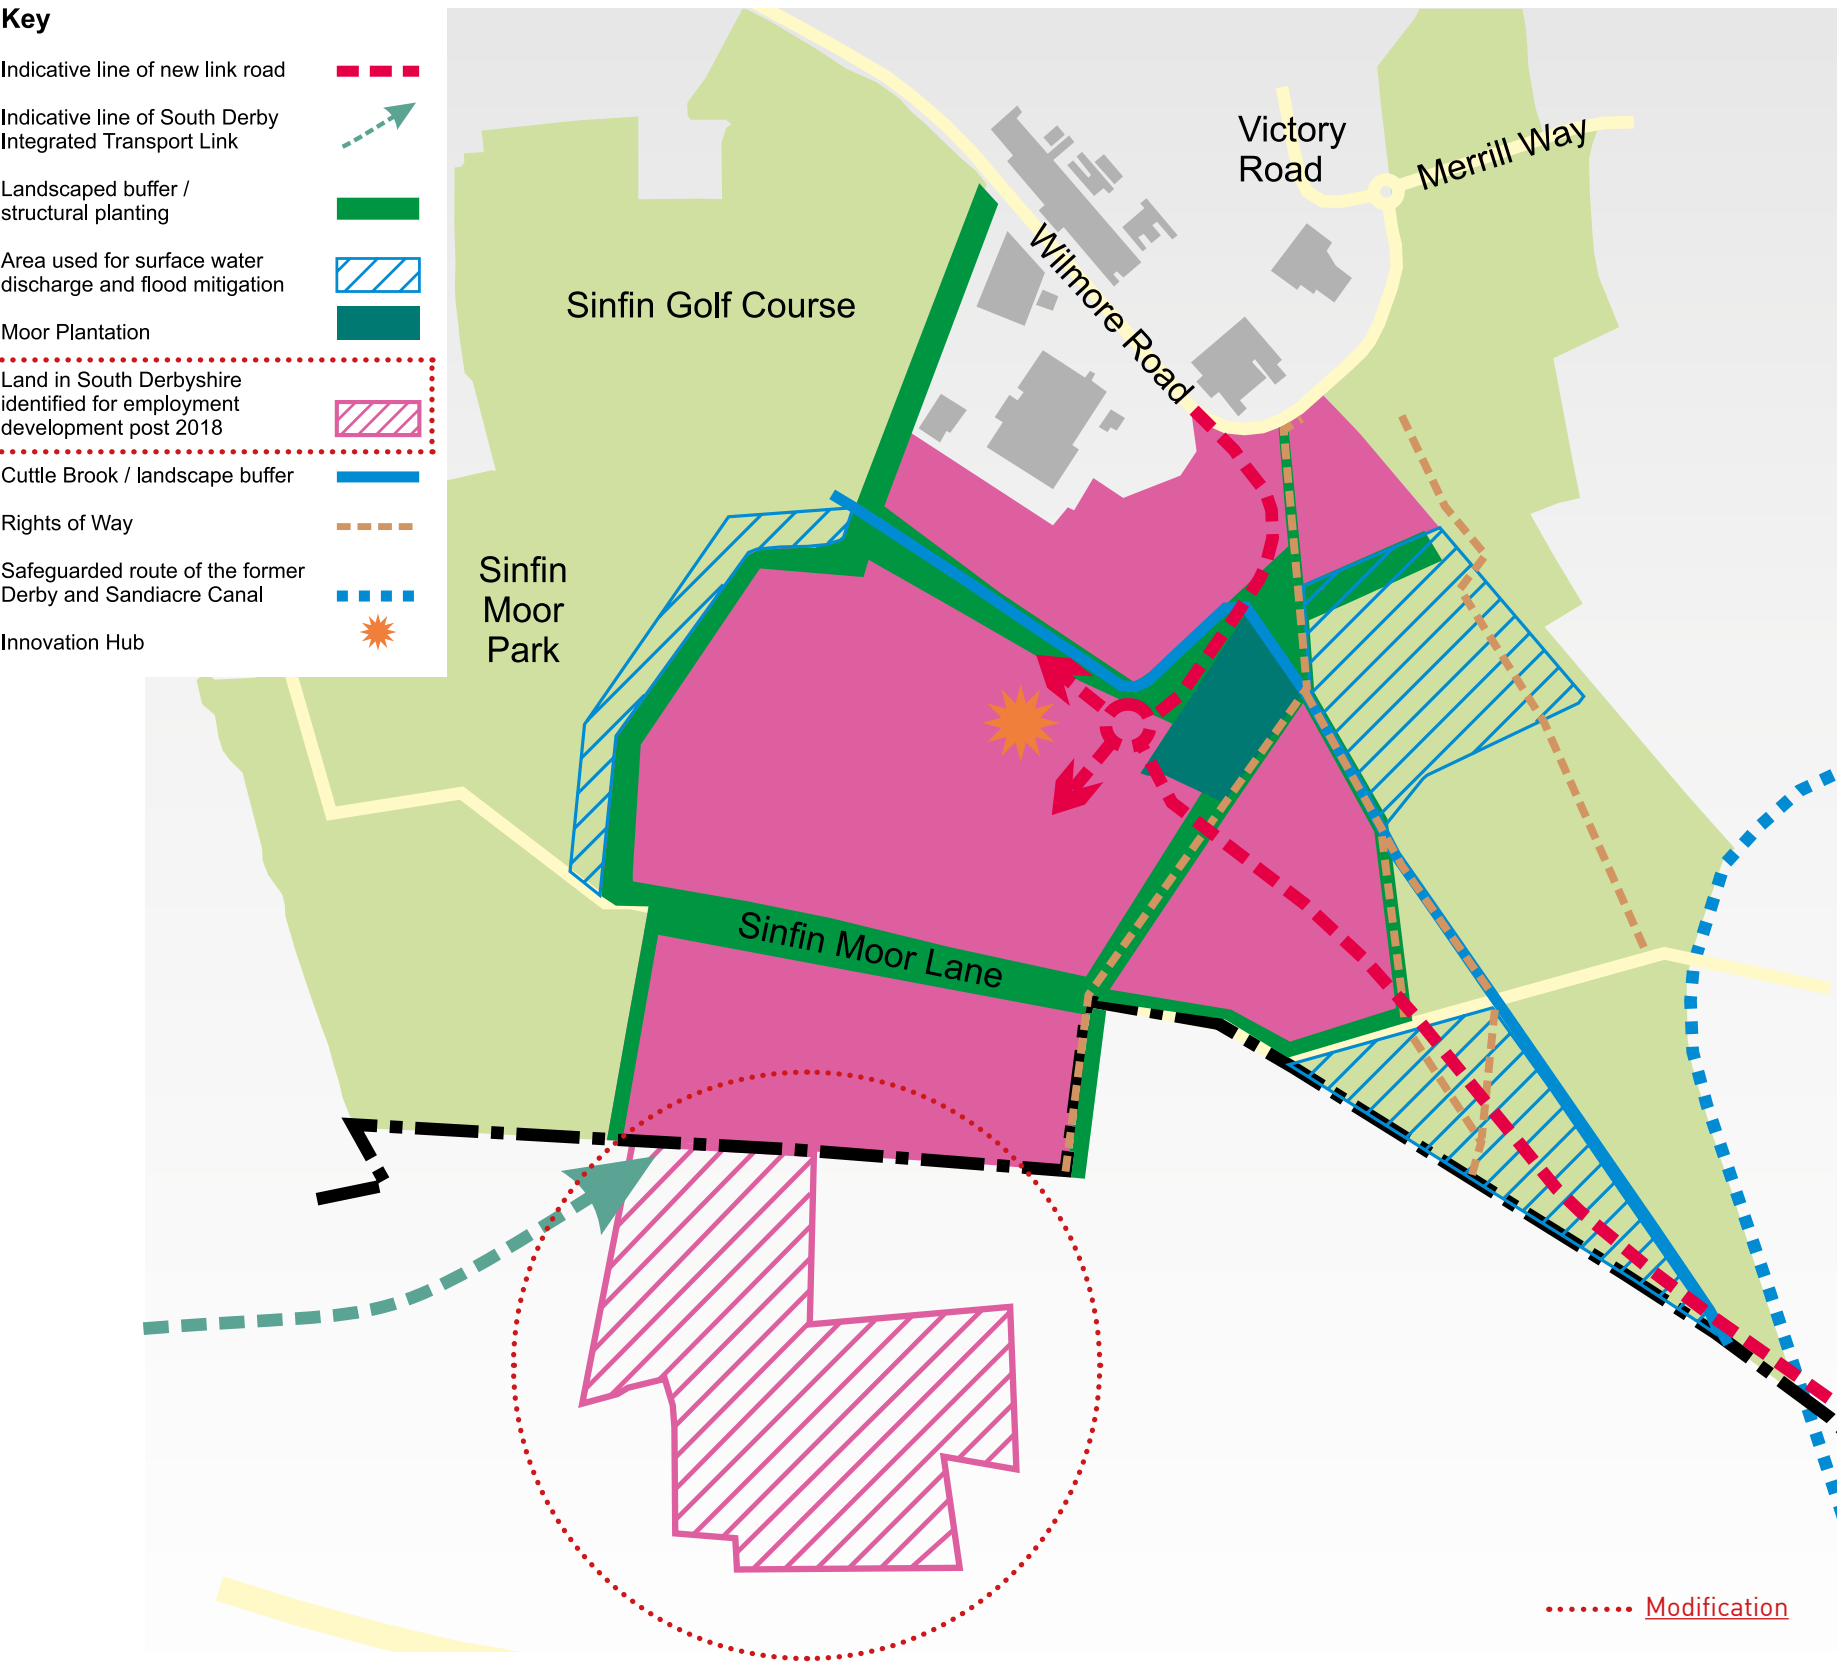 Key
Indicative line of new link road
Indicative line of South Derby
Integrated Transport Link
Landscaped buffer /
structural planting
Area used for surface water
discharge and flood mitigation
Moor Plantation
Land in South Derbyshire
identified for employment
development post 2018
Cuttle Brook / landscape buffer
Rights of Way
Safeguarded route of the former
Derby and Sandiacre Canal
Innovation Hub
Victory
Road
Merrill Way
Wilmore Road
Sinfin Golf Course
Sinfin
Moor
Park
Sinfin Moor Lane
Modification